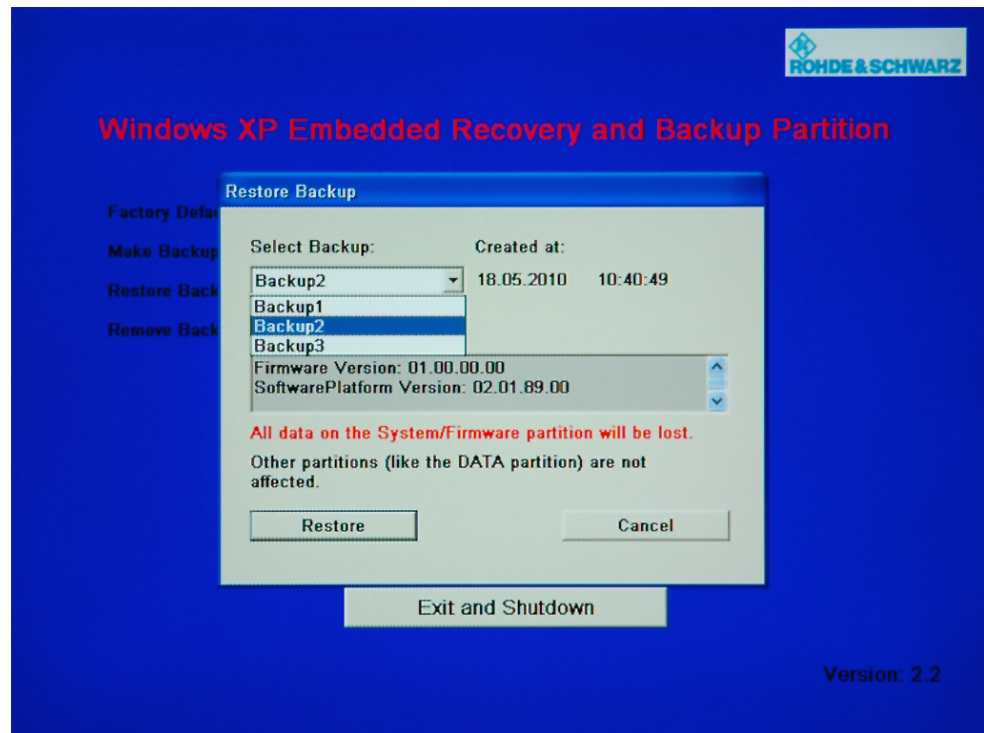 ROHDE & SCHWARZ
Windows XP Embedded Recovery and Backup Partition
Restore Backup
Factory Defa
Make Backup
Restore Back
Remove Back
Select Backup: Created at:
Backup2 18.05.2010 10:40:49
Backup1
Backup2
Backup3
Firmware Version: 01.00.00.00
SoftwarePlatform Version: 02.01.89.00
All data on the System/Firmware partition will be lost.
Other partitions (like the DATA partition) are not
affected.
Restore Cancel
Exit and Shutdown
Version: 2.2